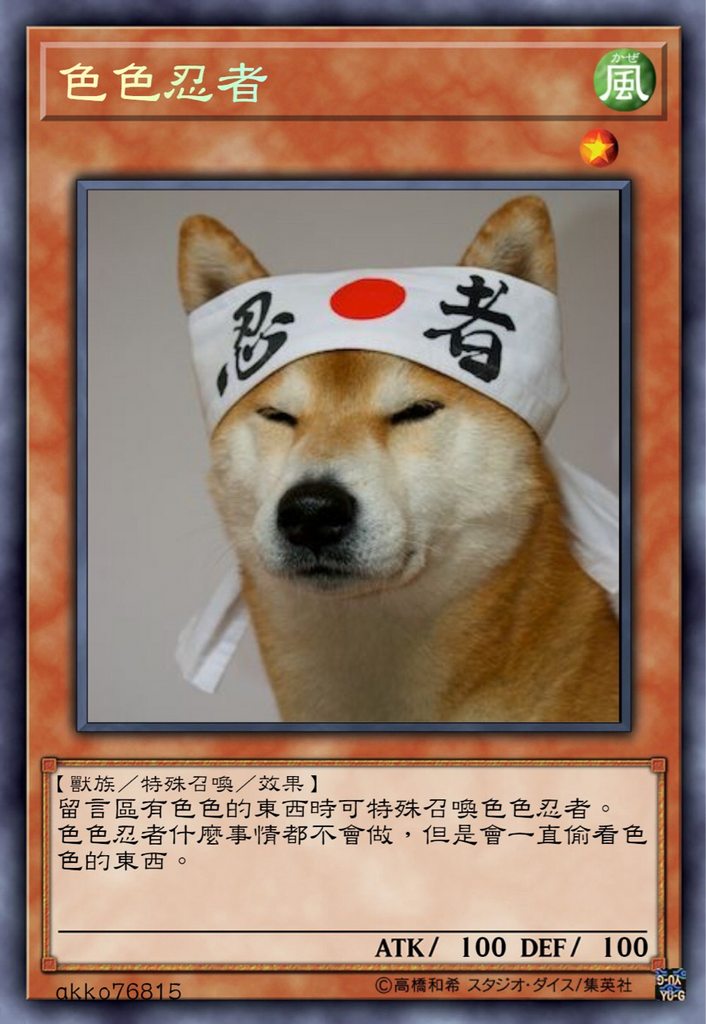 色色忍者
かぜ
風
忍者
【獸族／特殊召喚／效果】
留言區有色色的東西時可特殊召喚色色忍者。
色色忍者什麼事情都不會做，但是會一直偷看色
色的東西。
ATK/ 100 DEF/ 100
akko76815
©高橋和希 スタジオ・ダイス/集英社
YU-G
YU-G